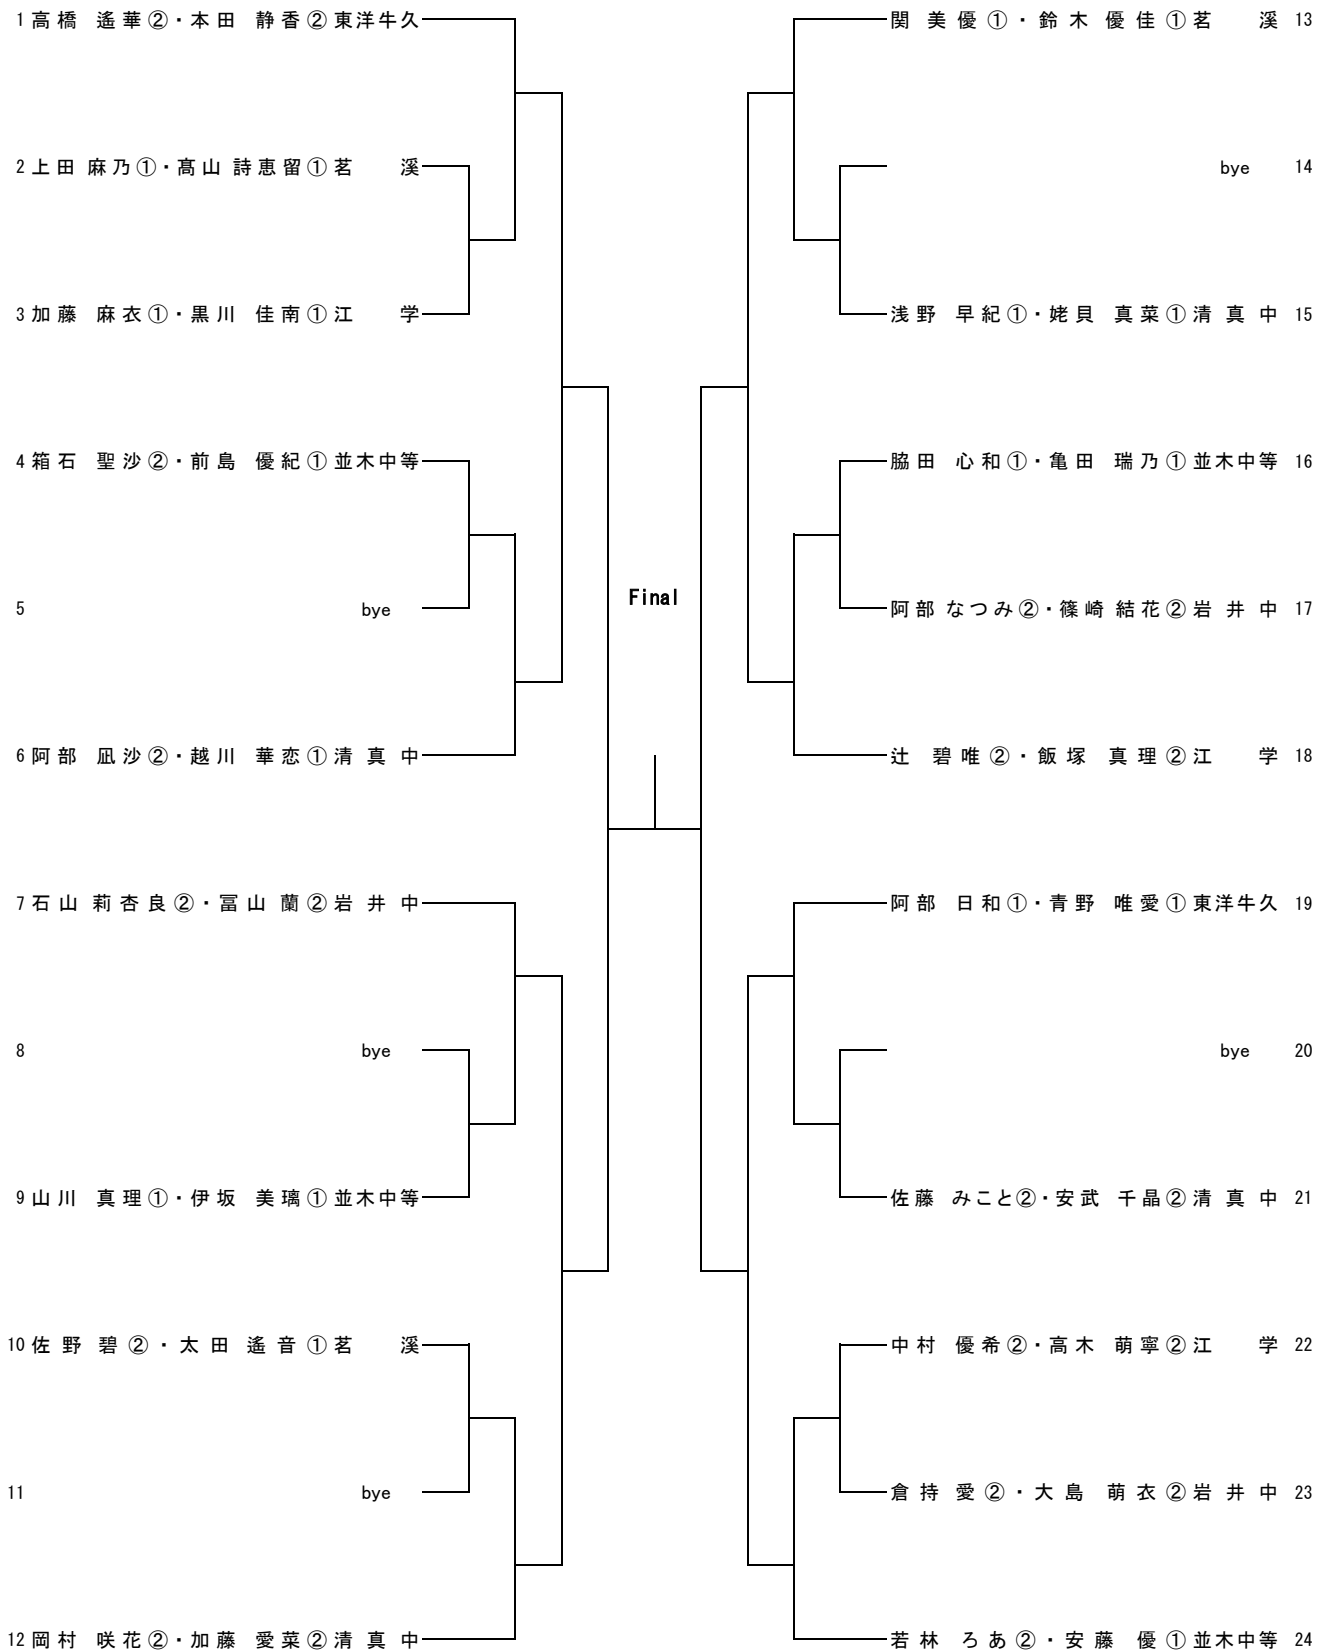 1 高橋 遙華②・本田 静香② 東洋牛久
2 上田 麻乃①・髙山 詩恵留① 茗 溪
3 加藤 麻衣①・黒川 佳南① 江 学
4 箱石 聖沙②・前島 優紀① 並木中等
5 bye
6 阿部 凪沙②・越川 華恋① 清真中
7 石山 莉杏良②・冨山 蘭② 岩井中
8 bye
9 山川 真理①・伊坂 美璃① 並木中等
10 佐野 碧②・太田 遙音① 茗 溪
11 bye
12 岡村 咲花②・加藤 愛菜② 清真中
Final
関 美優①・鈴木 優佳① 茗 溪 13
bye 14
浅野 早紀①・姥貝 真菜① 清真中 15
脇田 心和①・亀田 瑞乃① 並木中等 16
阿部 なつみ②・篠崎 結花② 岩井中 17
辻 碧唯②・飯塚 真理② 江 学 18
阿部 日和①・青野 唯愛① 東洋牛久 19
bye 20
佐藤 みこと②・安武 千晶② 清真中 21
中村 優希②・高木 萌寧② 江 学 22
倉持 愛②・大島 萌衣② 岩井中 23
若林 ろあ②・安藤 優① 並木中等 24